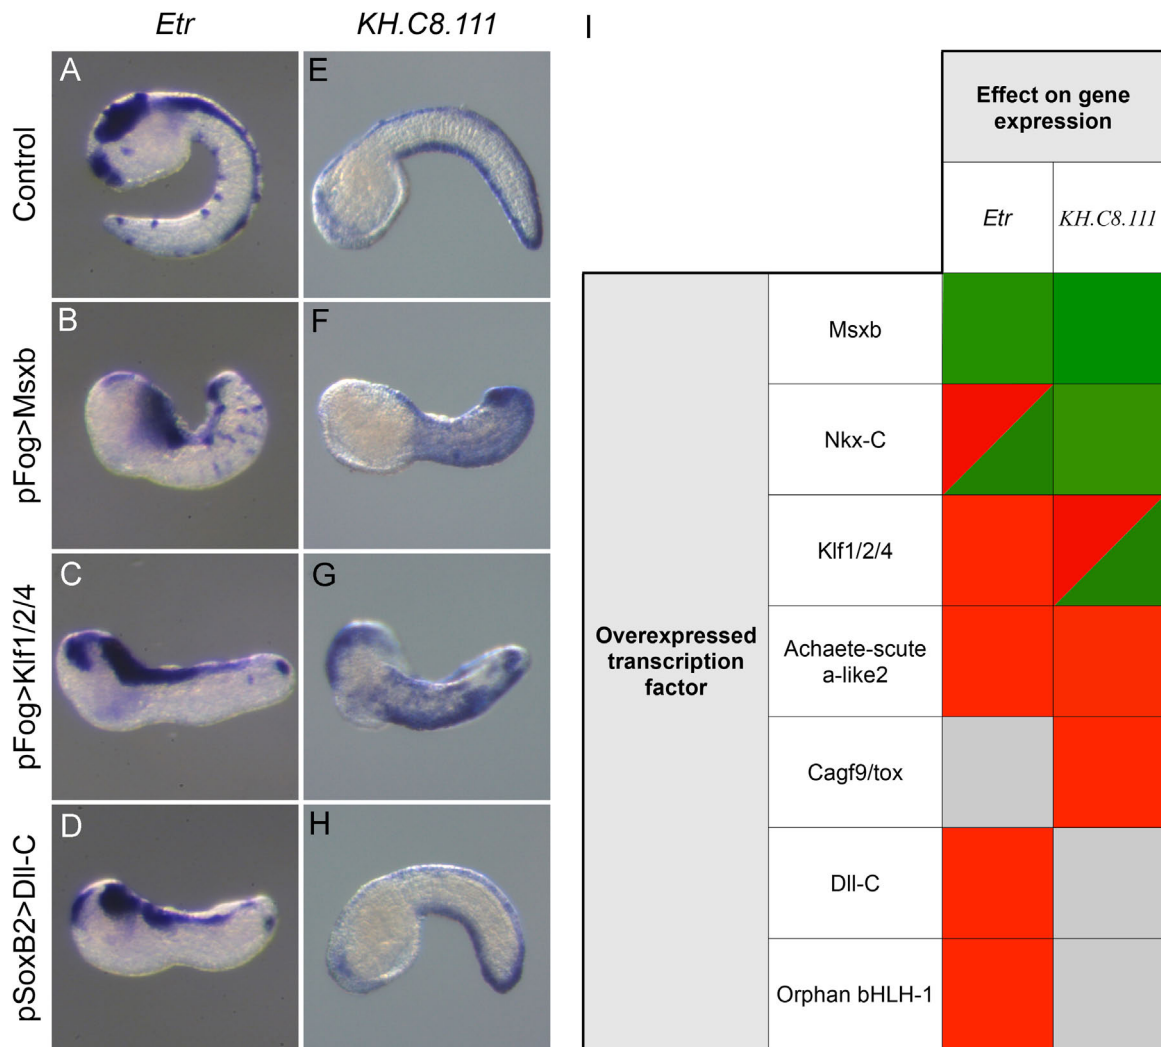 Etr
KH.C8.111
I
Control
A
E
pFog>Msxb
B
F
pFog>Klf1/2/4
C
G
pSoxB2>Dll-C
D
H
Effect on gene
expression
Etr
KH.C8.111
Overexpressed
transcription
factor
Msxb
Nkx-C
Klf1/2/4
Achaete-scute
a-like2
Cagf9/tox
Dll-C
Orphan bHLH-1